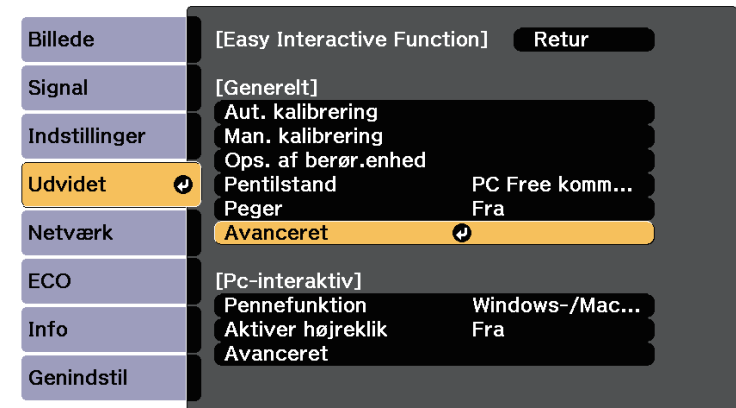 Billede
Signal
Indstillinger
Udvidet
Netværk
ECO
Info
Genindstil
[Easy Interactive Function] Retur
[Generelt]
Aut. kalibrering
Man. kalibrering
Ops. af berør.enhed
Pentilstand PC Free komm...
Peger Fra
Avanceret
[Pc-interaktiv]
Pennefunktion Windows-/Mac...
Aktiver højreklik Fra
Avanceret